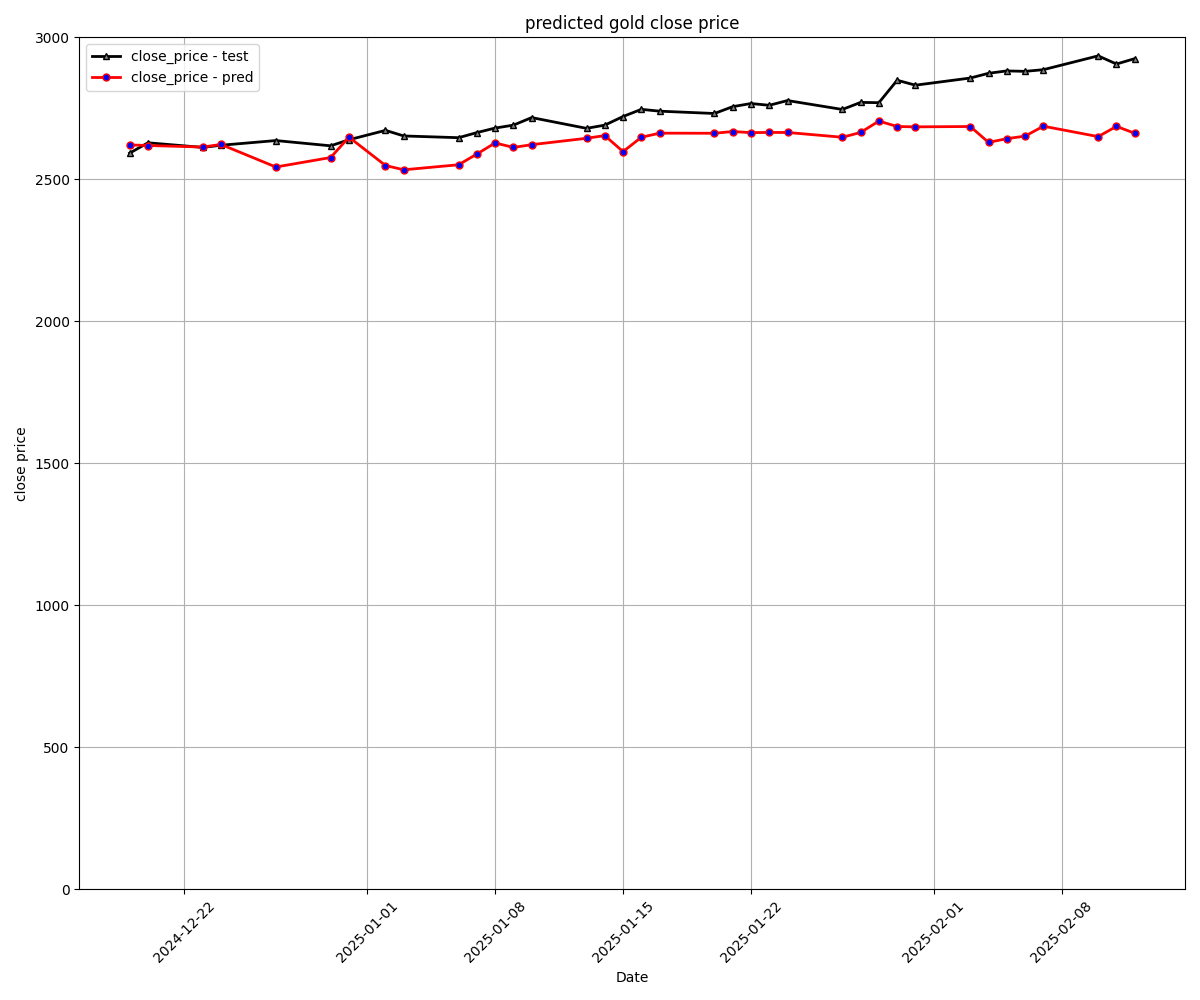 predicted gold close price
close_price - test
close_price - pred
3000
2500
2000
1500
1000
500
0
close price
2024-12-22
2025-01-01
2025-01-08
2025-01-15
2025-01-22
2025-02-01
2025-02-08
Date